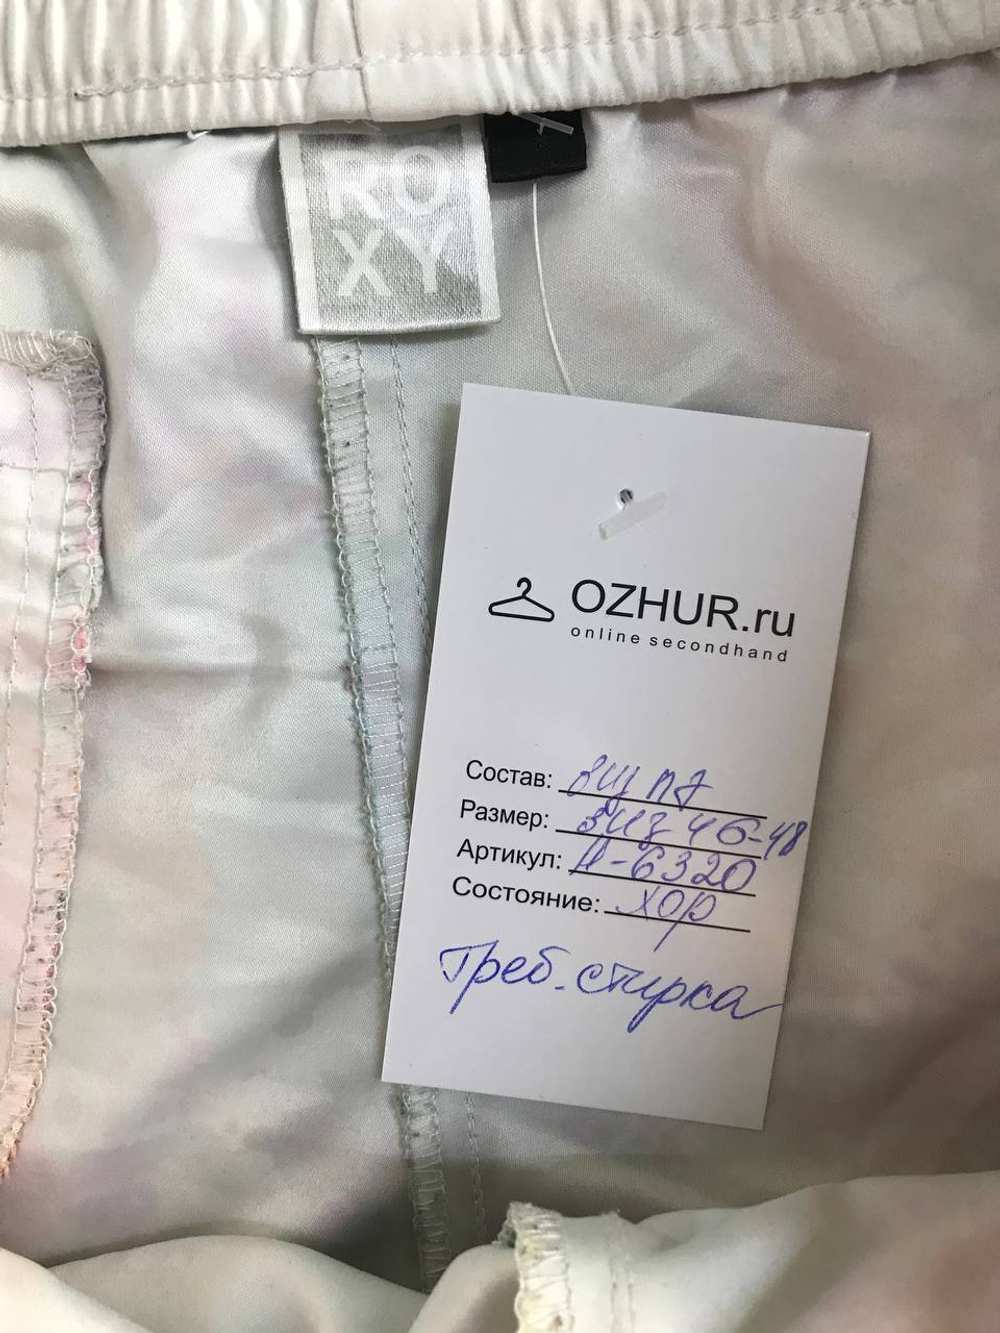 RO
XY
OZHUR.ru
online secondhand
Состав:
Размер: 46-48
Артикул: А-6320
Состояние: хор
Треб. стирка